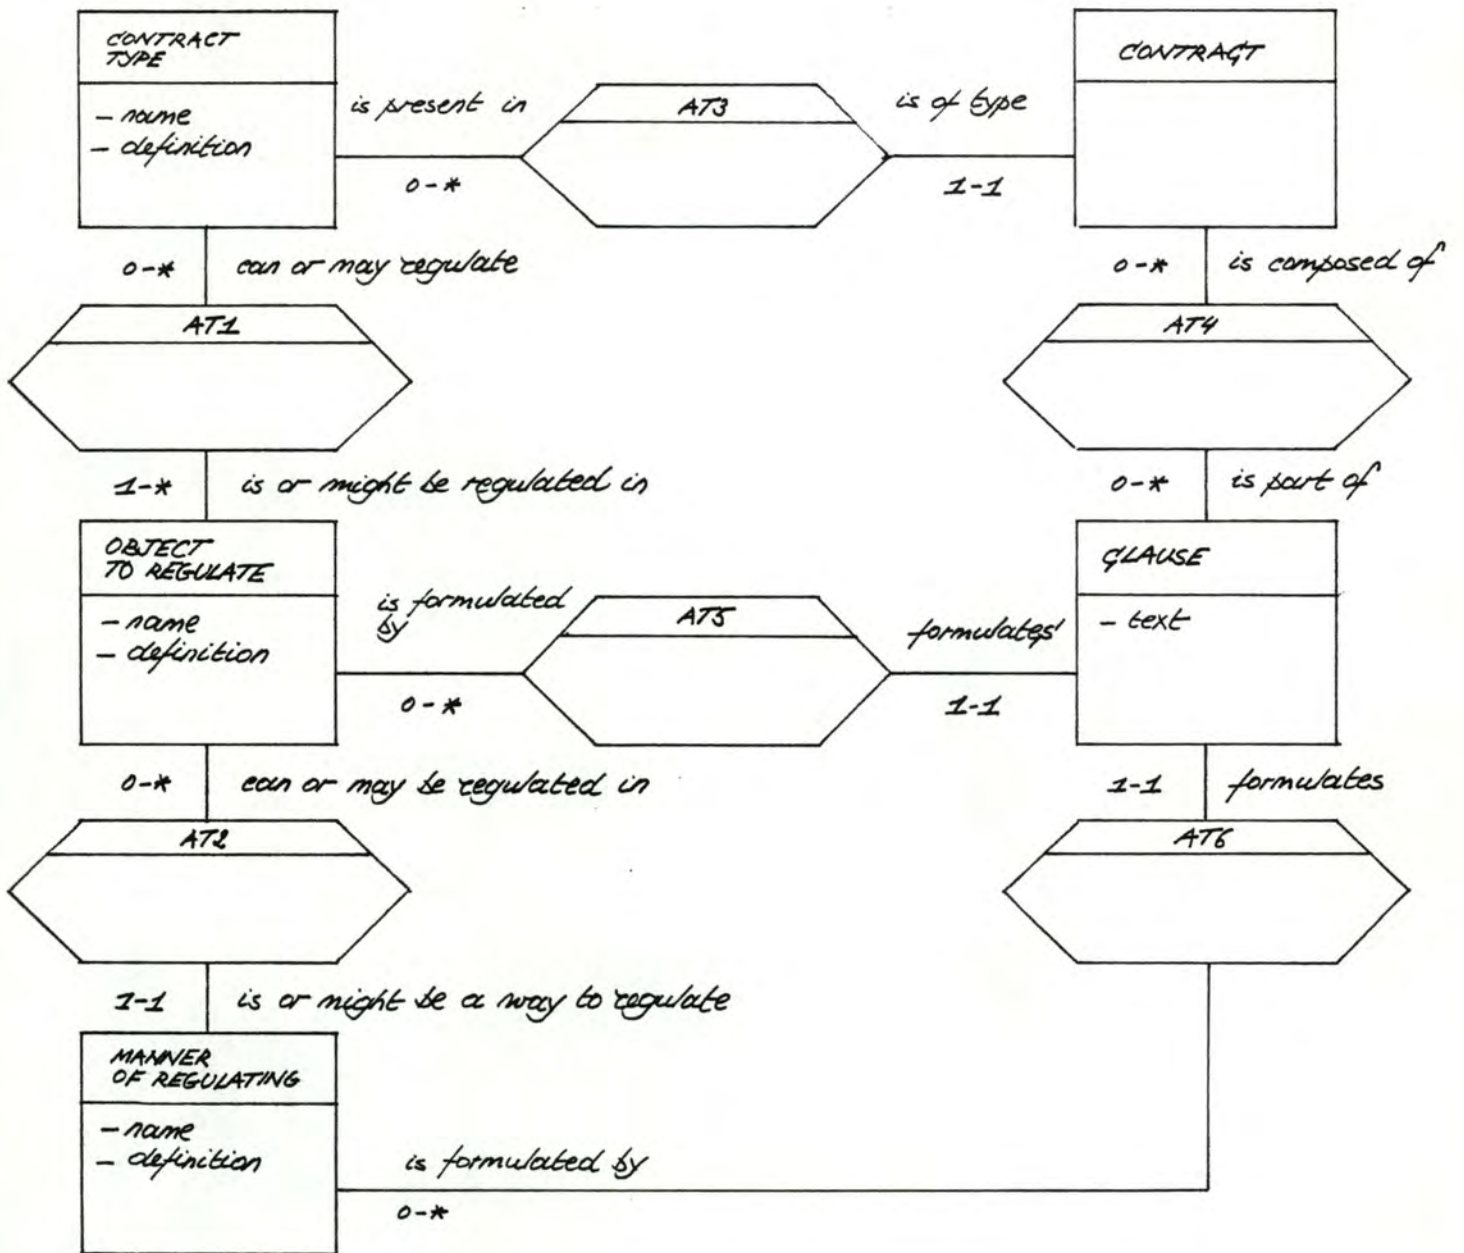 CONTRACT
TYPE
- name
- definition
is present in
0-*
AT3
is of type
1-1
CONTRACT
0-* can or may regulate
0-* is composed of
AT1
AT4
1-* is or might be regulated in
0-* is part of
OBJECT
TO REGULATE
- name
- definition
is formulated
by
0-*
AT5
formulates
1-1
CLAUSE
- text
0-* can or may be regulated in
1-1 formulates
AT2
AT6
1-1 is or might be a way to regulate
MANNER
OF REGULATING
- name
- definition
is formulated by
0-*